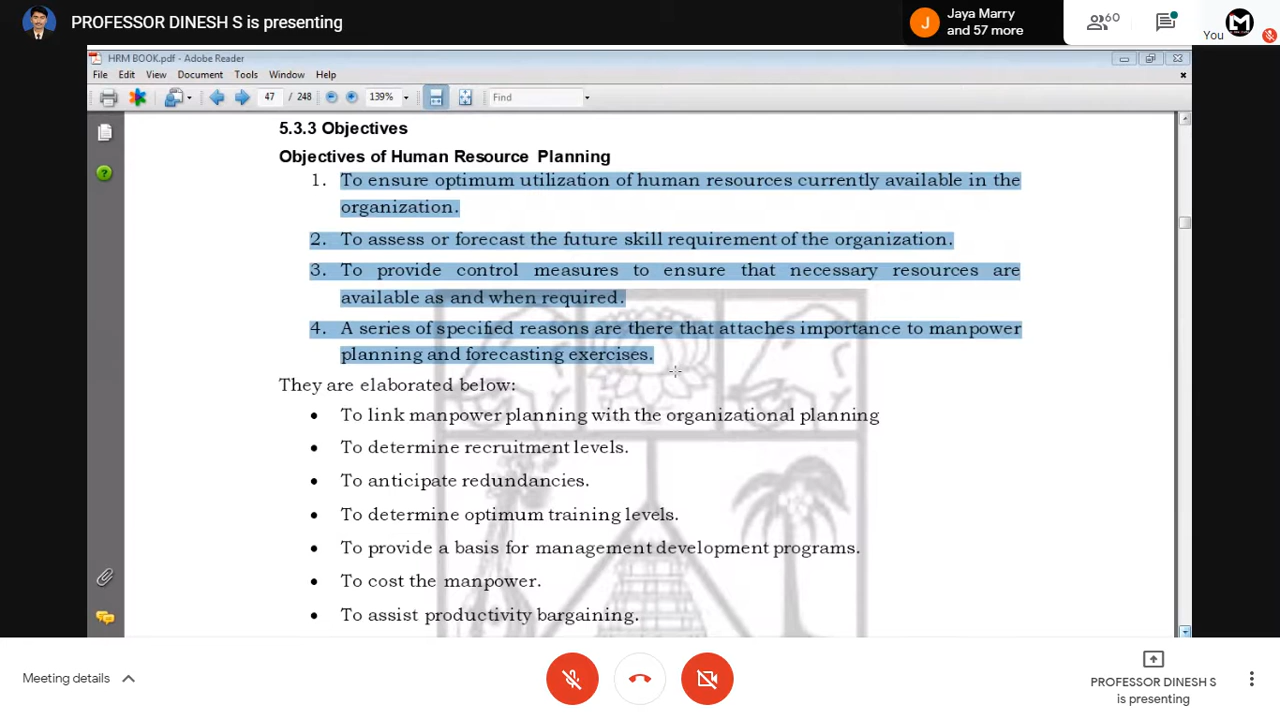 PROFESSOR DINESH S is presenting
J
Jaya Marry
and 57 more
60
You
M
HRM BOOK.pdf - Adobe Reader
File Edit View Document Tools Window Help
47 / 248 139% Find
5.3.3 Objectives
Objectives of Human Resource Planning
1. To ensure optimum utilization of human resources currently available in the
organization.
2. To assess or forecast the future skill requirement of the organization.
3. To provide control measures to ensure that necessary resources are
available as and when required.
4. A series of specified reasons are there that attaches importance to manpower
planning and forecasting exercises.
They are elaborated below:
• To link manpower planning with the organizational planning
• To determine recruitment levels.
• To anticipate redundancies.
• To determine optimum training levels.
• To provide a basis for management development programs.
• To cost the manpower.
• To assist productivity bargaining.
Meeting details
PROFESSOR DINESH S
is presenting